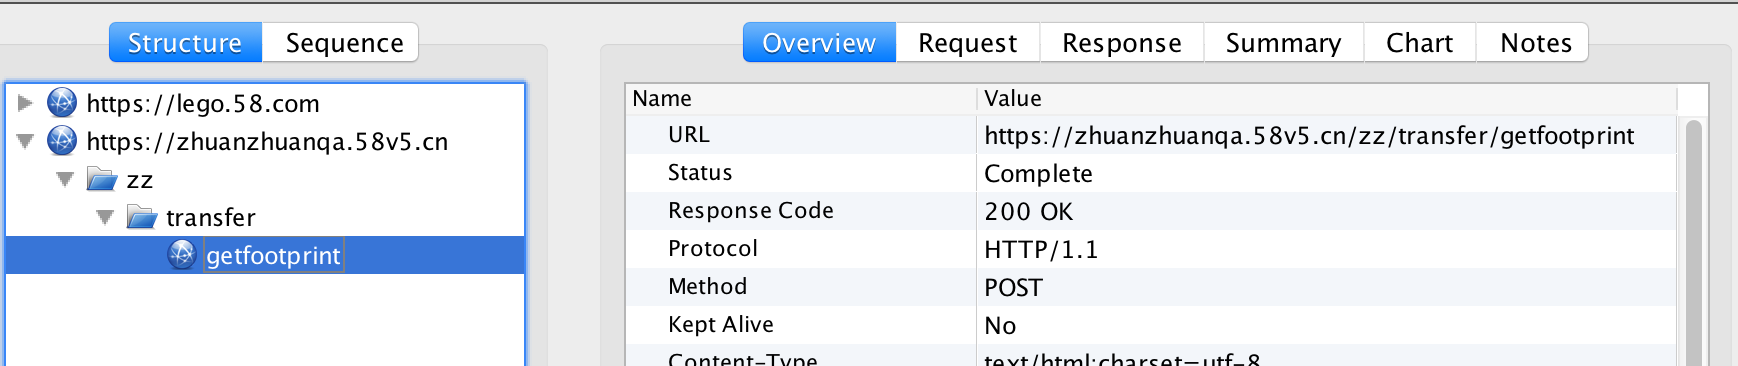 Structure Sequence
https://lego.58.com
https://zhuanzhuanqa.58v5.cn
zz
transfer
getfootprint
Overview Request Response Summary Chart Notes
Name Value
URL https://zhuanzhuanqa.58v5.cn/zz/transfer/getfootprint
Status Complete
Response Code 200 OK
Protocol HTTP/1.1
Method POST
Kept Alive No
Content-Type text/html;charset=utf-8